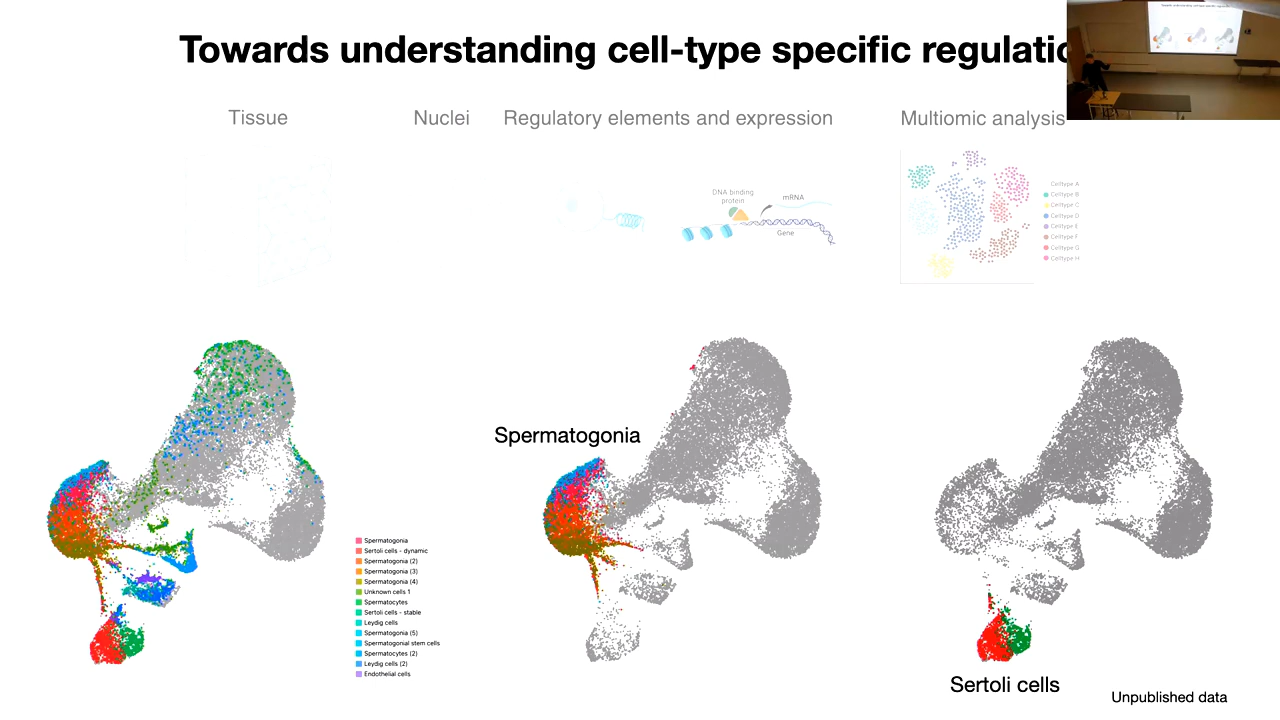 Towards understanding cell-type specific
Tissue
Nuclei
Regulatory elements and expression
Multiomic analysis
DNA binding
protein
mRNA
Gene
Celltype A
Celltype B
Celltype C
Celltype D
Celltype E
Celltype F
Celltype G
Celltype H
Spermatogonia
Spermatogonia
Sertoli cells - dynamic
Spermatogonia (2)
Spermatogonia (3)
Spermatogonia (4)
Unknown cells 1
Spermatocytes
Sertoli cells - stable
Leydig cells
Spermatogonia (5)
Spermatogonial stem cells
Spermatocytes (2)
Leydig cells (2)
Endothelial cells
Sertoli cells
Unpublished data